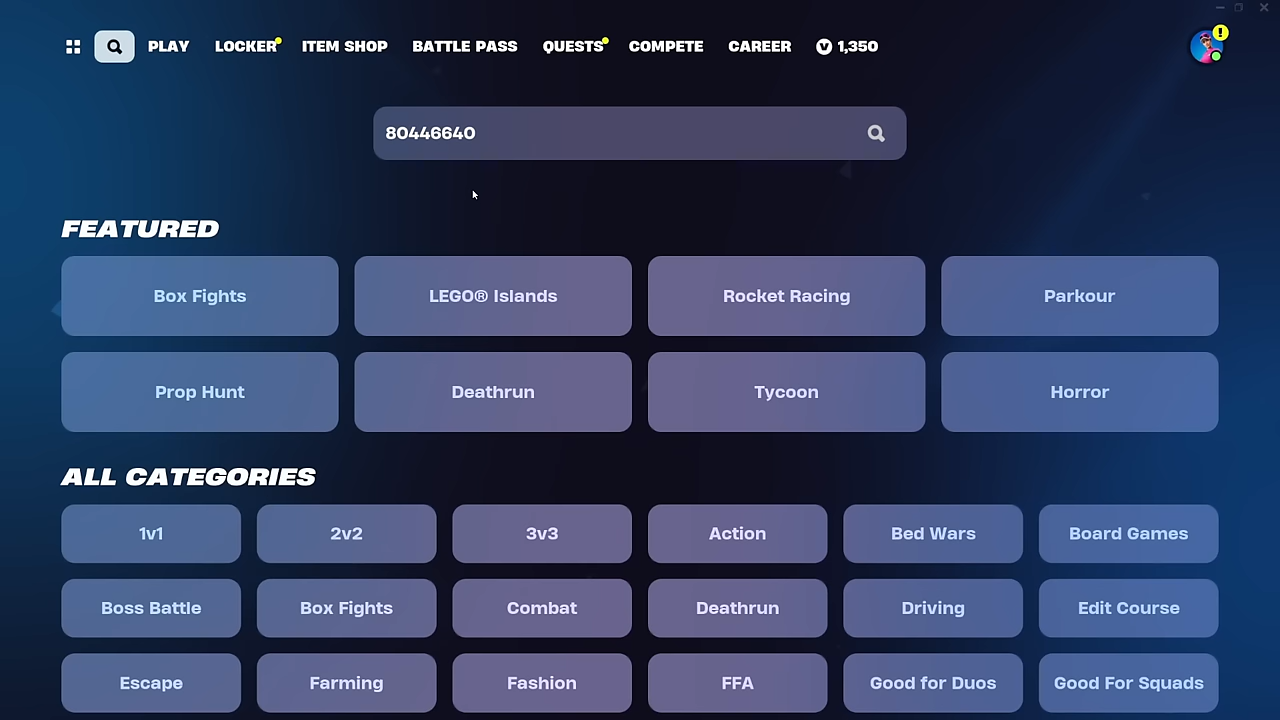 PLAY LOCKER ITEM SHOP BATTLE PASS QUESTS COMPETE CAREER V 1,350 !
80446640
FEATURED
Box Fights LEGO® Islands Rocket Racing Parkour
Prop Hunt Deathrun Tycoon Horror
ALL CATEGORIES
1v1 2v2 3v3 Action Bed Wars Board Games
Boss Battle Box Fights Combat Deathrun Driving Edit Course
Escape Farming Fashion FFA Good for Duos Good For Squads